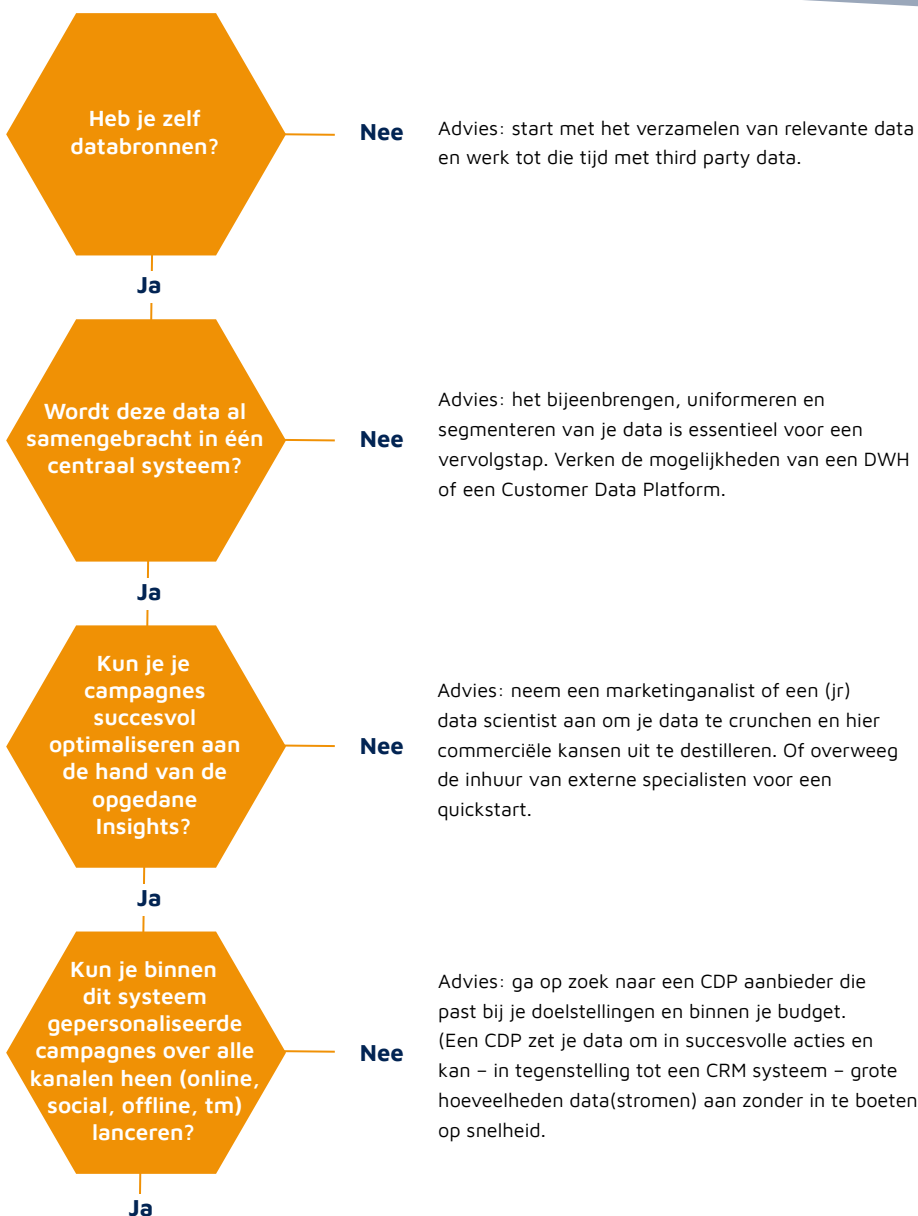 Heb je zelf
databronnen?
Nee
Advies: start met het verzamelen van relevante data
en werk tot die tijd met third party data.
Ja
Wordt deze data al
samengebracht in één
centraal systeem?
Nee
Advies: het bijeenbrengen, uniformeren en
segmenteren van je data is essentieel voor een
vervolgstap. Verken de mogelijkheden van een DWH
of een Customer Data Platform.
Ja
Kun je je
campagnes
succesvol
optimaliseren aan
de hand van de
opgedane
Insights?
Nee
Advies: neem een marketinganalist of een (jr)
data scientist aan om je data te crunchen en hier
commerciële kansen uit te destilleren. Of overweeg
de inhuur van externe specialisten voor een
quickstart.
Ja
Kun je binnen
dit systeem
gepersonaliseerde
campagnes over alle
kanalen heen (online,
social, offline, tm)
lanceren?
Nee
Advies: ga op zoek naar een CDP aanbieder die
past bij je doelstellingen en binnen je budget.
(Een CDP zet je data om in succesvolle acties en
kan – in tegenstelling tot een CRM systeem – grote
hoeveelheden data(stromen) aan zonder in te boeten
op snelheid.
Ja